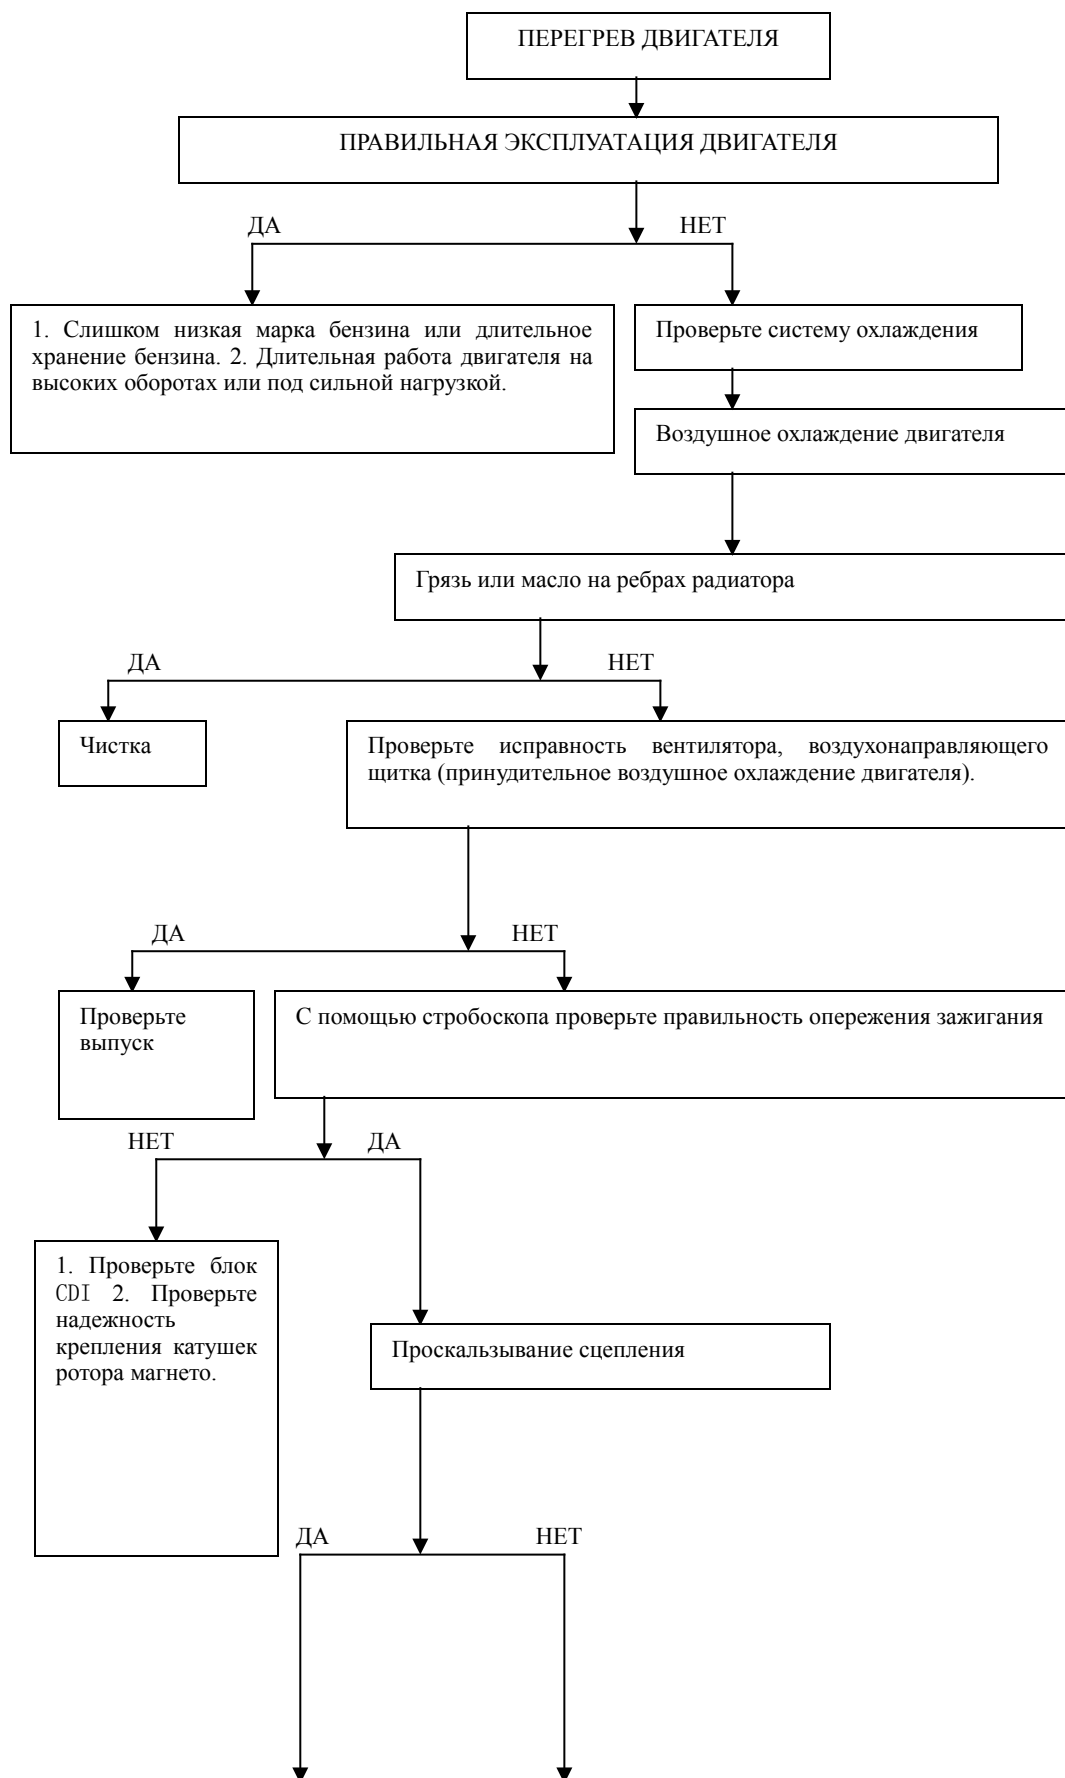 ПЕРЕГРЕВ ДВИГАТЕЛЯ
ПРАВИЛЬНАЯ ЭКСПЛУАТАЦИЯ ДВИГАТЕЛЯ
ДА
НЕТ
1. Слишком низкая марка бензина или длительное
хранение бензина. 2. Длительная работа двигателя на
высоких оборотах или под сильной нагрузкой.
Проверьте систему охлаждения
Воздушное охлаждение двигателя
Грязь или масло на ребрах радиатора
ДА
НЕТ
Чистка
Проверьте исправность вентилятора, воздухонаправляющего
щитка (принудительное воздушное охлаждение двигателя).
ДА
НЕТ
Проверьте
выпуск
С помощью стробоскопа проверьте правильность опережения зажигания
НЕТ
ДА
1. Проверьте блок
CDI 2. Проверьте
надежность
крепления катушек
ротора магнето.
Проскальзывание сцепления
ДА
НЕТ